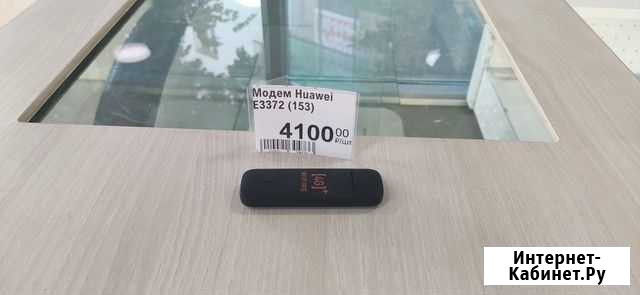 Модем Huawei
E3372 (153)
4100 00
₽/шт
[4G]+
Интернет-
Кабинет.Ру